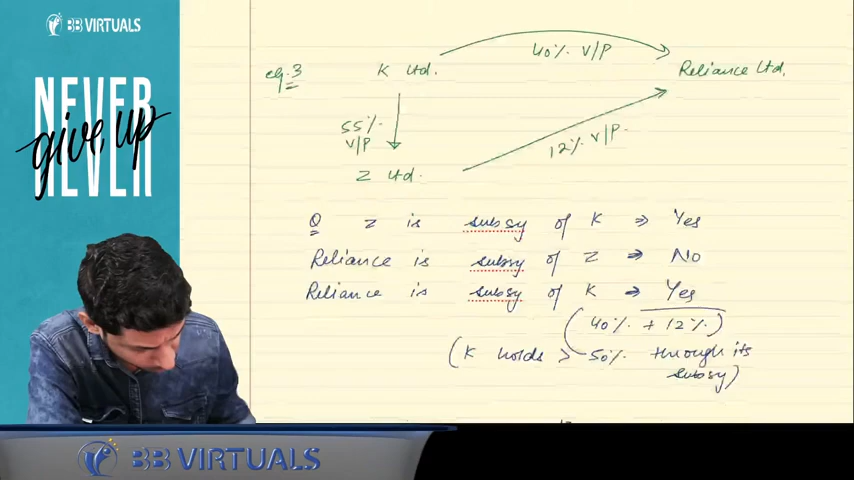 BB VIRTUALS
NEVER
give up
NEVER
eg.3
K Ltd.
40% V/P
Reliance Ltd.
55%
V/P
12% V/P
Z Ltd.
Q Z is subsy of K ⇒ Yes
Reliance is subsy of Z ⇒ No
Reliance is subsy of K ⇒ Yes
(40% + 12%)
(K holds > 50% through its
subsy)
BB VIRTUALS